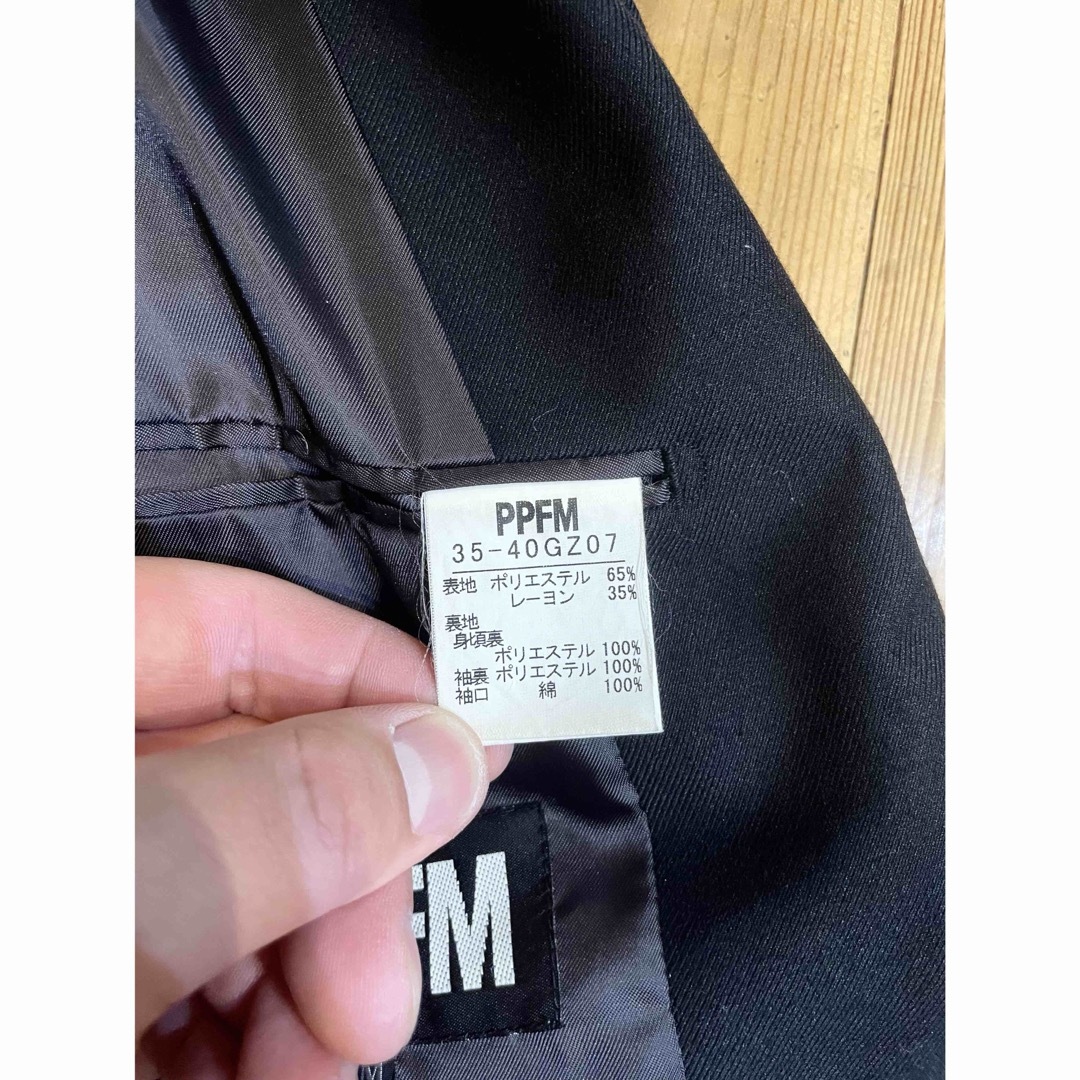 PPFM
35-40GZ07
表地 ポリエステル 65%
レーヨン 35%
裏地
身頃裏
ポリエステル 100%
袖裏 ポリエステル 100%
袖口 綿 100%
FM
M